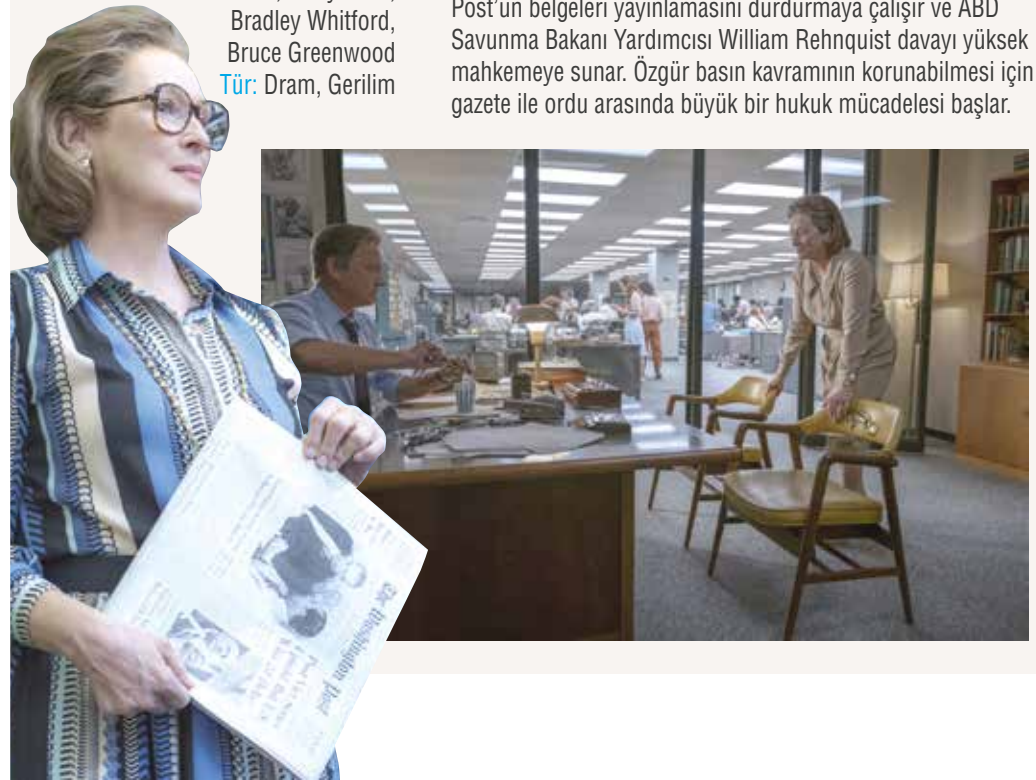 Bradley Whitford,
Bruce Greenwood
Tür: Dram, Gerilim
Post'un belgeleri yayınlamasını durdurmaya çalışır ve ABD
Savunma Bakanı Yardımcısı William Rehnquist davayı yüksek
mahkemeye sunar. Özgür basın kavramının korunabilmesi için
gazete ile ordu arasında büyük bir hukuk mücadelesi başlar.
The Washington Post